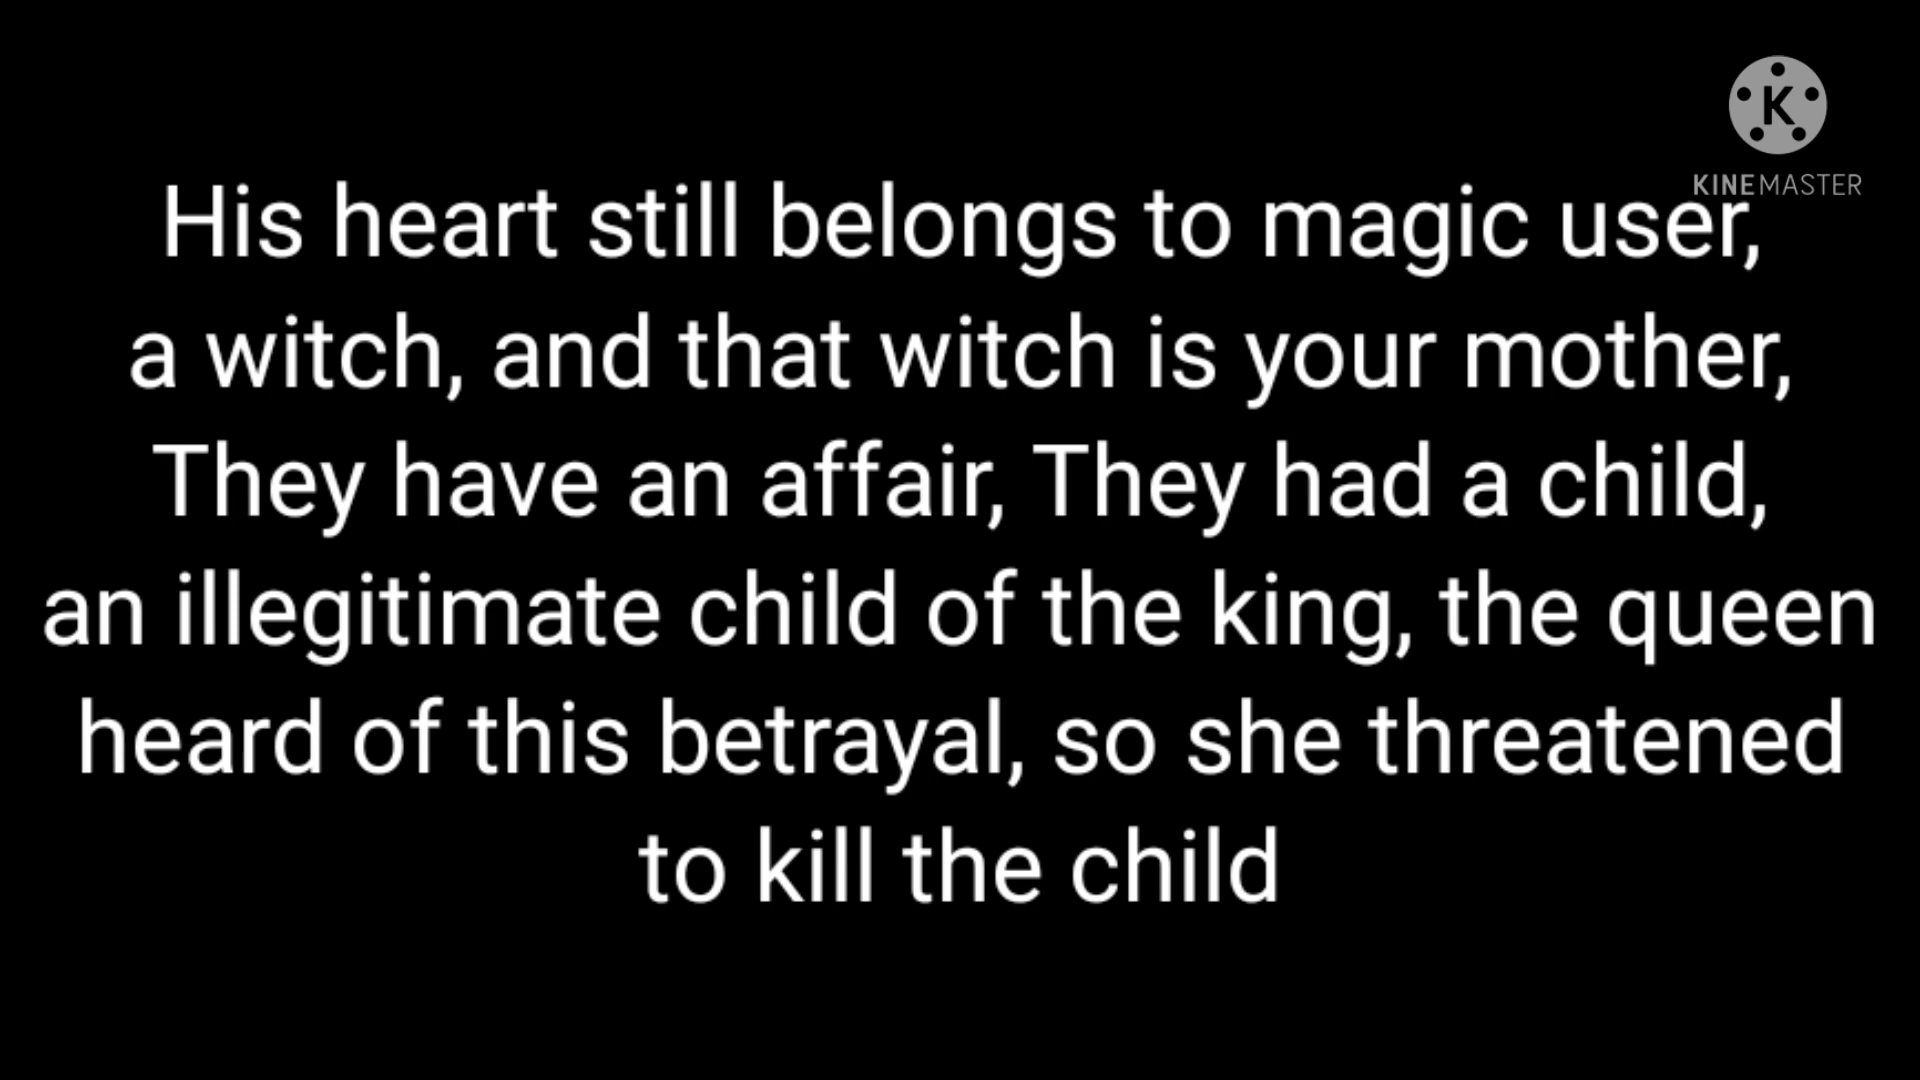 KINEMASTER
His heart still belongs to magic user,
a witch, and that witch is your mother,
They have an affair, They had a child,
an illegitimate child of the king, the queen
heard of this betrayal, so she threatened
to kill the child